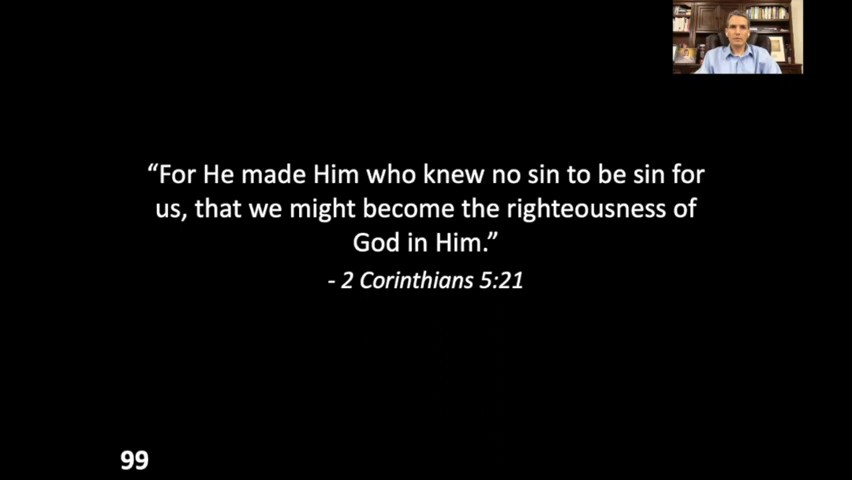 “For He made Him who knew no sin to be sin for
us, that we might become the righteousness of
God in Him.”
- 2 Corinthians 5:21
99